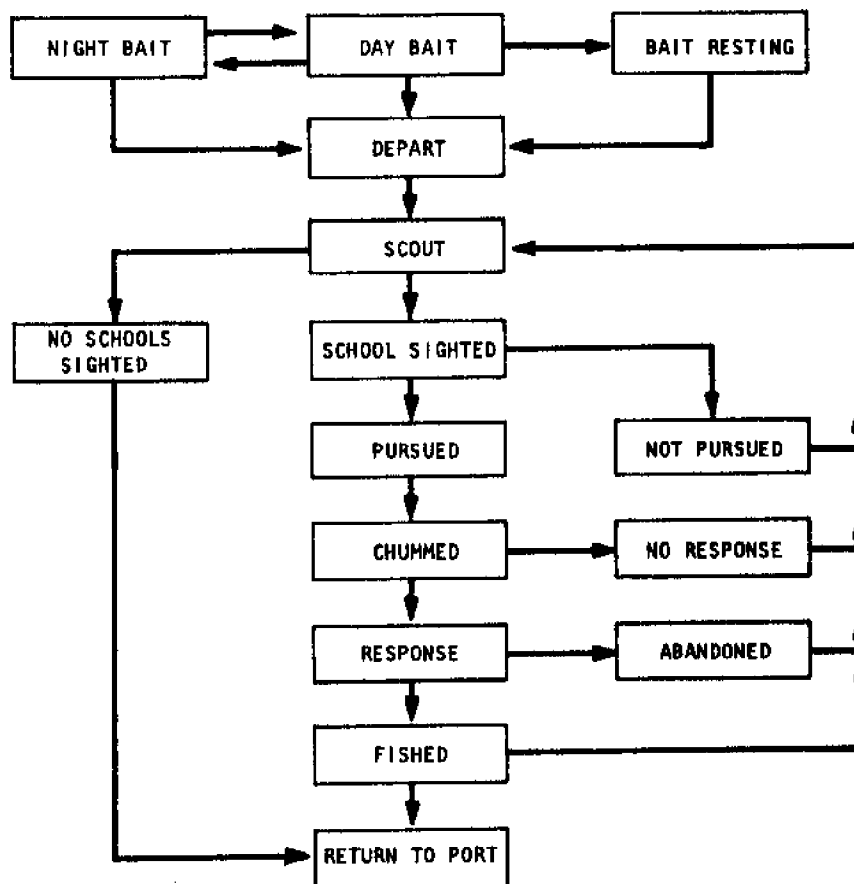 NIGHT BAIT
DAY BAIT
BAIT RESTING
DEPART
SCOUT
NO SCHOOLS
SIGHTED
SCHOOL SIGHTED
PURSUED
NOT PURSUED
CHUMMED
NO RESPONSE
RESPONSE
ABANDONED
FISHED
RETURN TO PORT